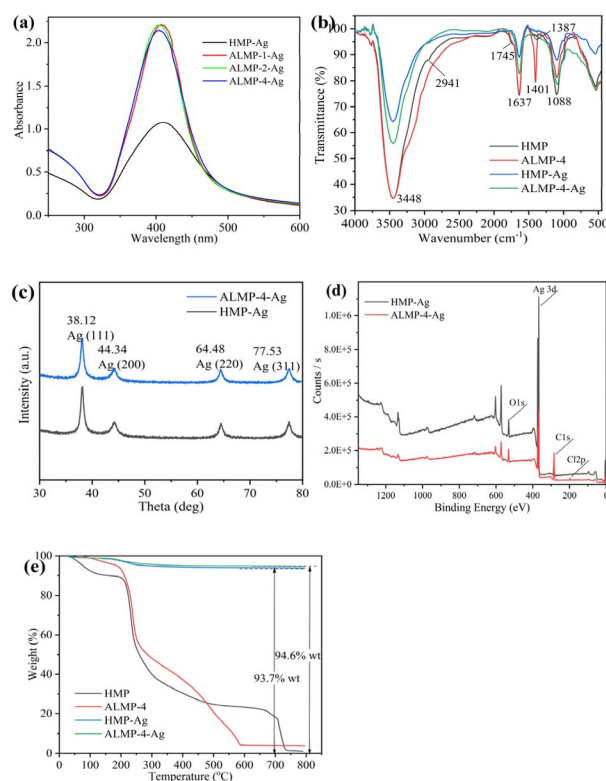 (a)
HMP-Ag
ALMP-1-Ag
ALMP-2-Ag
ALMP-4-Ag
Absorbance
2.0
1.5
1.0
0.5
0.0
300 400 500 600
Wavelength (nm)
(b)
1387
1745
2941
1637
1401
1088
3448
HMP
ALMP-4
HMP-Ag
ALMP-4-Ag
Transmittance (%)
100
90
80
70
60
50
40
30
4000 3500 3000 2500 2000 1500 1000 500
Wavenumber (cm-1)
(c)
ALMP-4-Ag
HMP-Ag
38.12
Ag (111)
44.34
Ag (200)
64.48
Ag (220)
77.53
Ag (311)
Intensity (a.u.)
30 40 50 60 70 80
Theta (deg)
(d)
HMP-Ag
ALMP-4-Ag
Ag 3d
O1s
C1s
Cl2p
Counts / s
1.0E+6
8.0E+5
6.0E+5
4.0E+5
2.0E+5
0.0E+0
1200 1000 800 600 400 200 0
Binding Energy (eV)
(e)
HMP
ALMP-4
HMP-Ag
ALMP-4-Ag
94.6% wt
93.7% wt
Weight (%)
100
80
60
40
20
0
0 200 400 600 800
Temperature (°C)